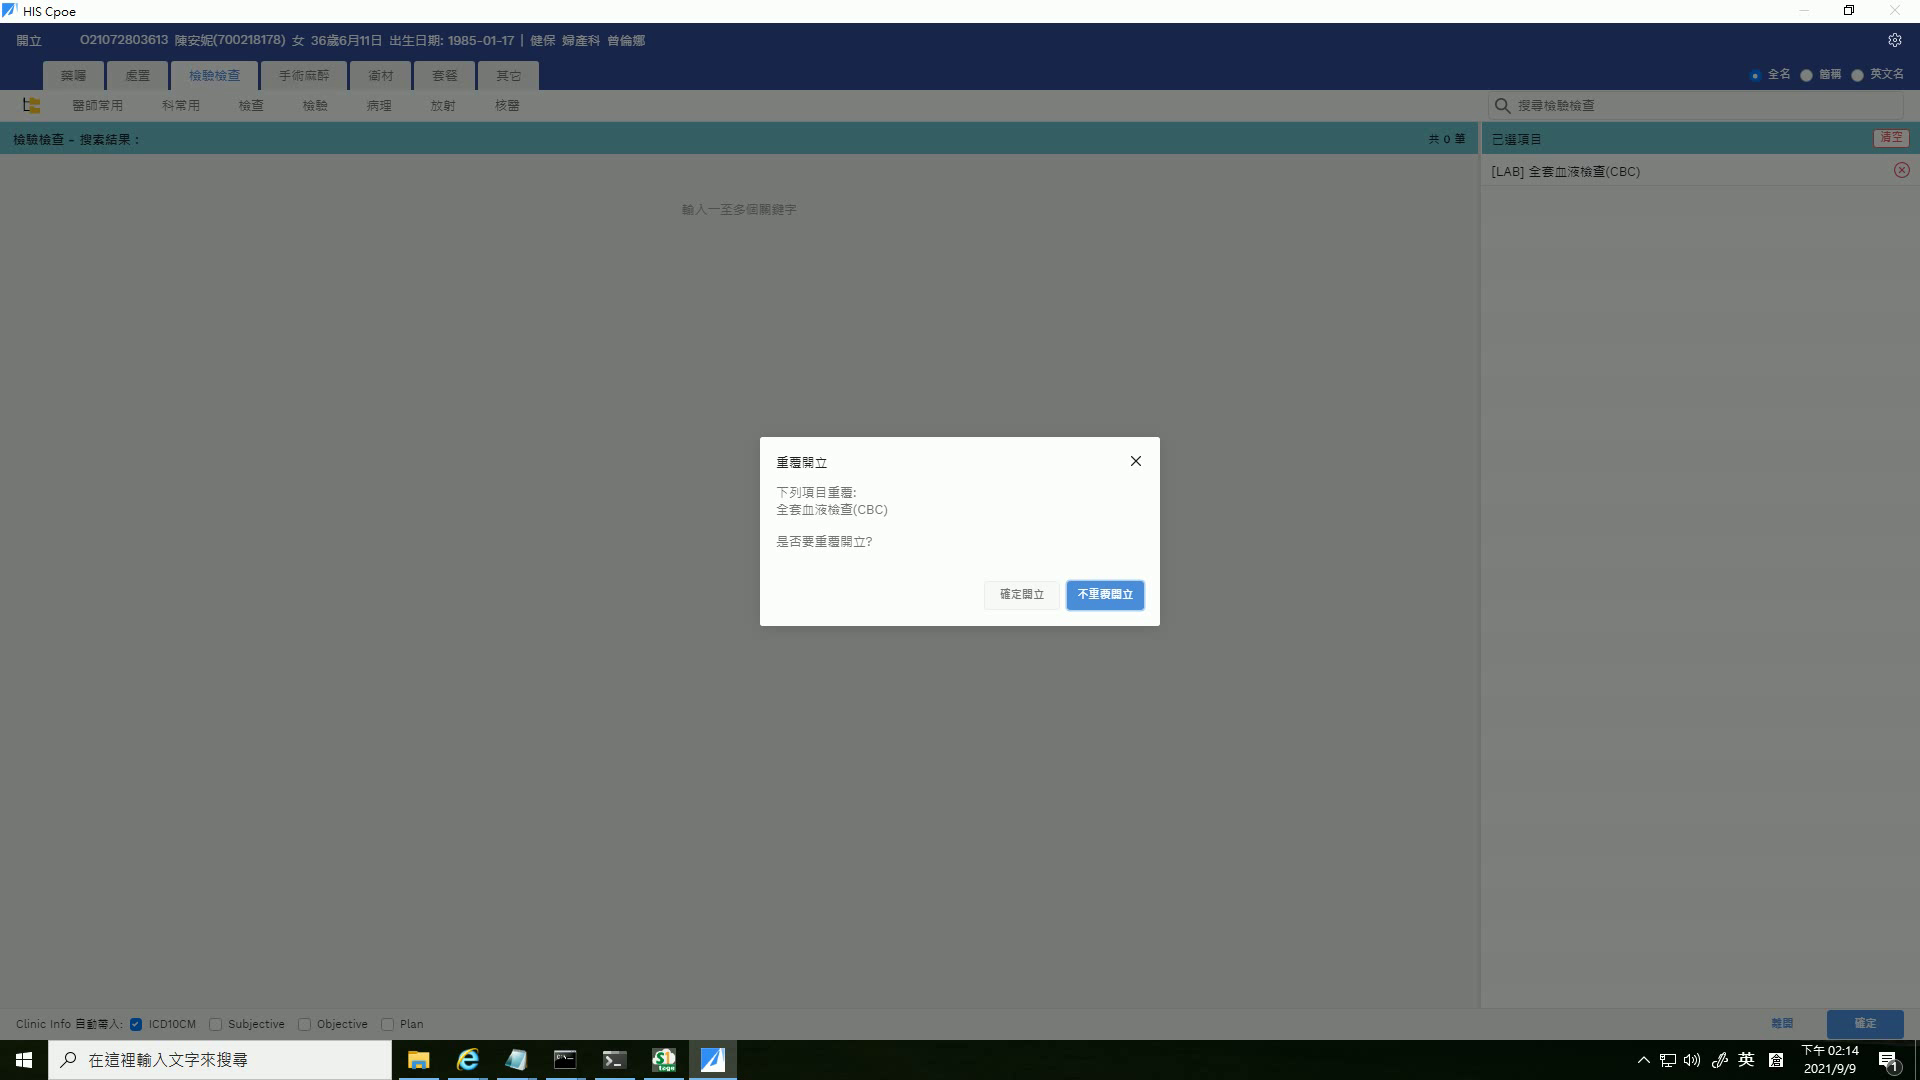 HIS Cpoe
開立 O21072803613 陳安妮(700218178) 女 36歲6月11日 出生日期: 1985-01-17 | 健保 婦產科 曾倫娜
藥囑 處置 檢驗檢查 手術麻醉 衛材 套餐 其它
全名 簡稱 英文名
醫師常用 科常用 檢查 檢驗 病理 放射 核醫
搜尋檢驗檢查
檢驗檢查 - 搜索結果 :
共 0 筆
已選項目
清空
[LAB] 全套血液檢查(CBC)
輸入一至多個關鍵字
重覆開立
下列項目重覆:
全套血液檢查(CBC)
是否要重覆開立?
確定開立 不重覆開立
Clinic Info 自動帶入: ICD10CM Subjective Objective Plan
離開 確定
在這裡輸入文字來搜尋
S1
logo
英
下午 02:14
2021/9/9
1